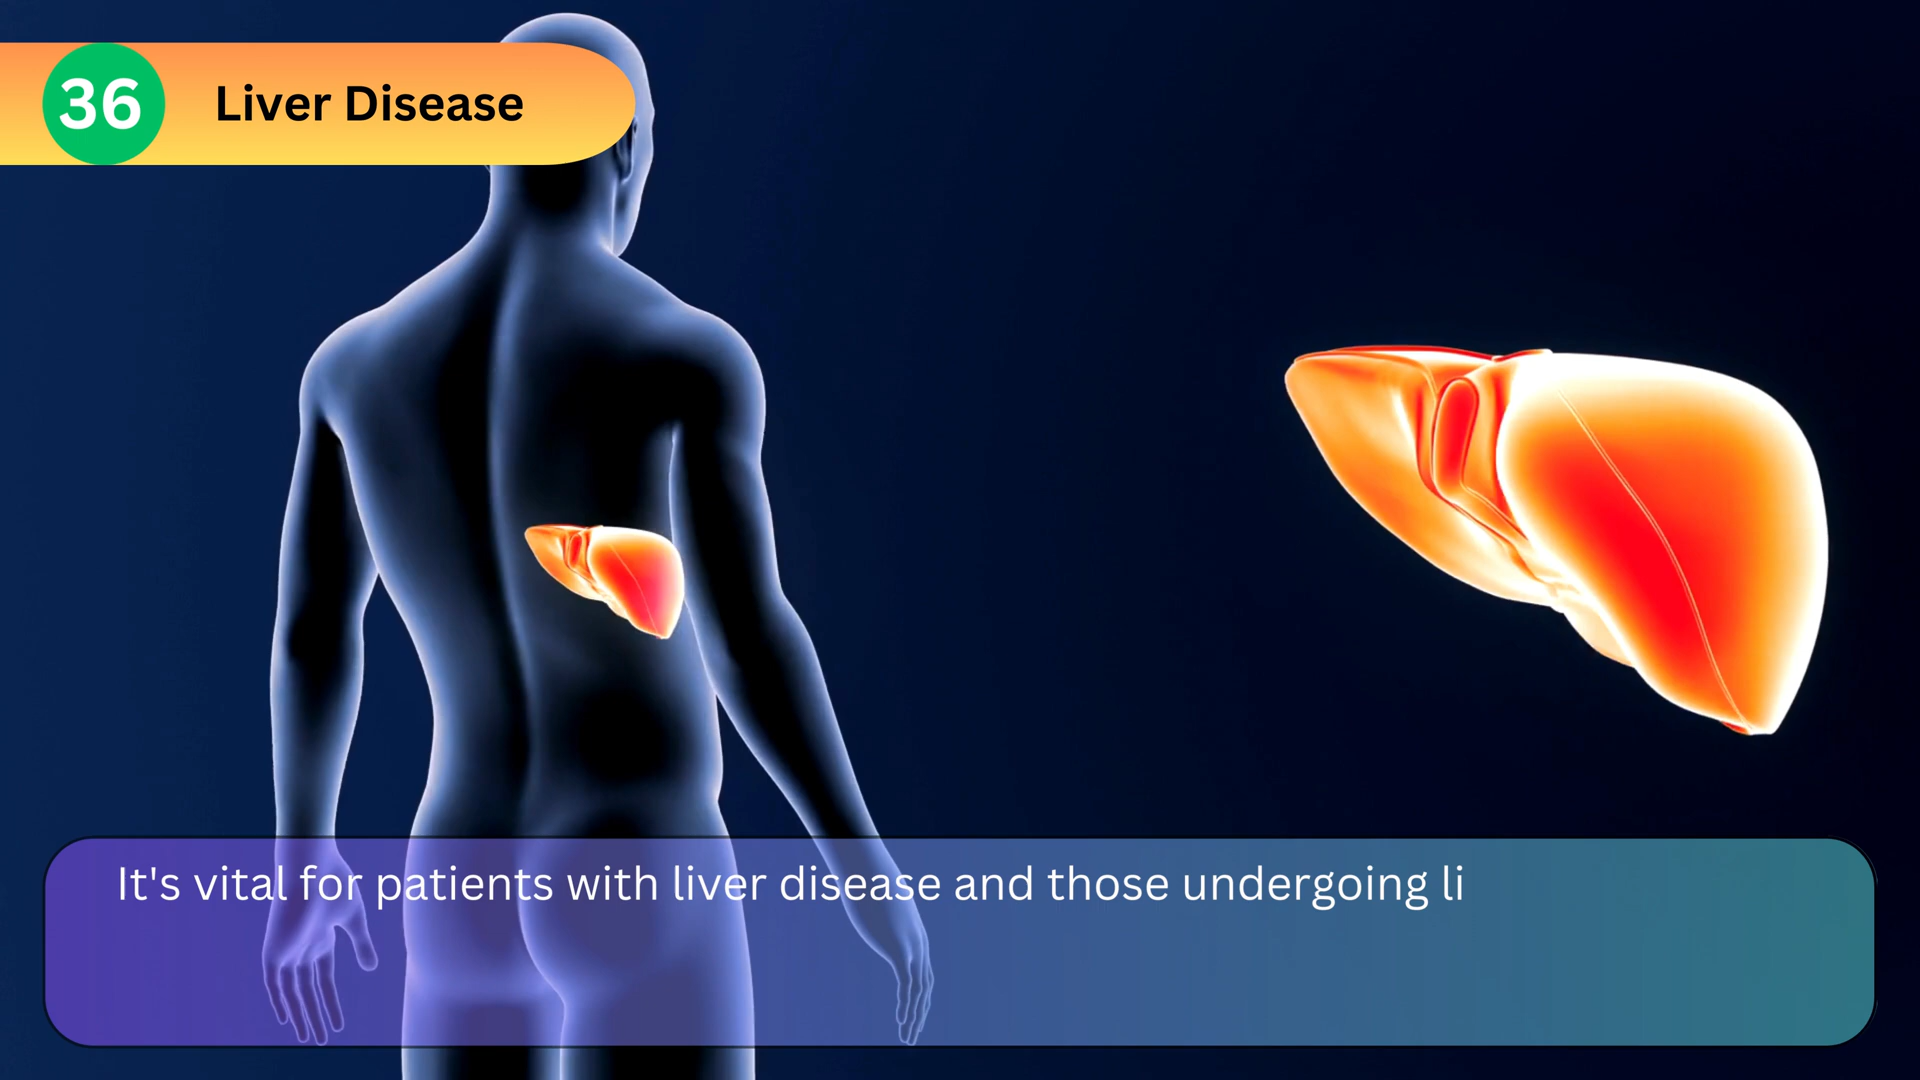 36
Liver Disease
It's vital for patients with liver disease and those undergoing li